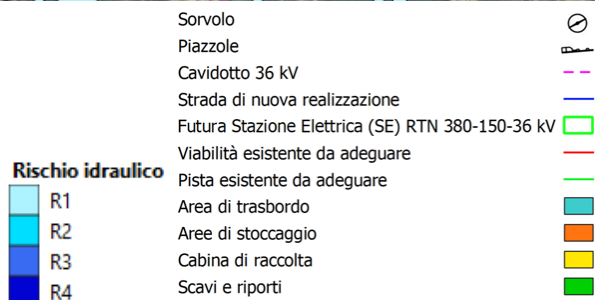 Sorvolo
Piazzole
Cavidotto 36 kV
Strada di nuova realizzazione
Futura Stazione Elettrica (SE) RTN 380-150-36 kV
Viabilità esistente da adeguare
Pista esistente da adeguare
Area di trasbordo
Aree di stoccaggio
Cabina di raccolta
Scavi e riporti
Rischio idraulico
R1
R2
R3
R4